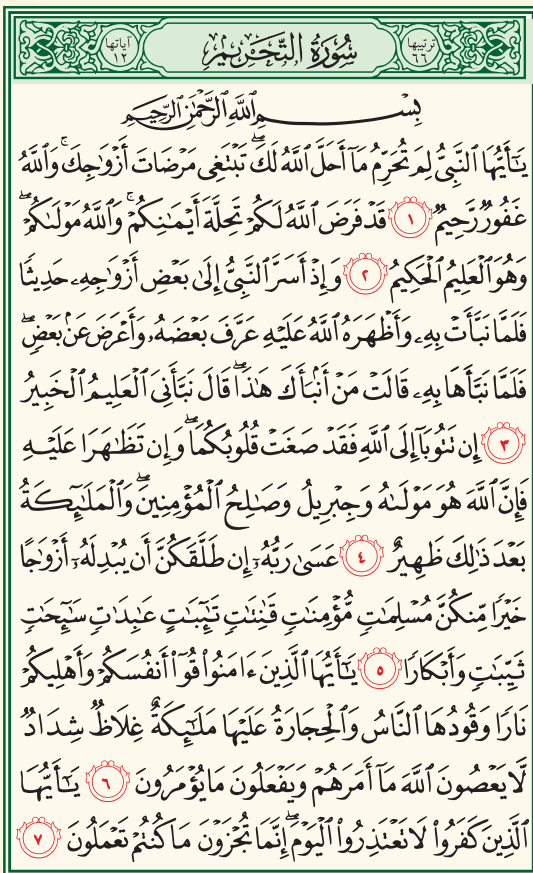 ترتيبها ٦٦ سُورَةُ التَّحْرِيمِ آياتها ١٢
بِسْمِ ٱللَّهِ ٱلرَّحْمَٰنِ ٱلرَّحِيمِ
يَٰٓأَيُّهَا ٱلنَّبِىُّ لِمَ تُحَرِّمُ مَآ أَحَلَّ ٱللَّهُ لَكَۖ تَبْتَغِى مَرْضَاتَ أَزْوَٰجِكَۚ وَٱللَّهُ
غَفُورٌ رَّحِيمٌ ١ قَدْ فَرَضَ ٱللَّهُ لَكُمْ تَحِلَّةَ أَيْمَٰنِكُمْۚ وَٱللَّهُ مَوْلَىٰكُمْۖ
وَهُوَ ٱلْعَلِيمُ ٱلْحَكِيمُ ٢ وَإِذْ أَسَرَّ ٱلنَّبِىُّ إِلَىٰ بَعْضِ أَزْوَٰجِهِۦ حَدِيثًا
فَلَمَّا نَبَّأَتْ بِهِۦ وَأَظْهَرَهُ ٱللَّهُ عَلَيْهِ عَرَّفَ بَعْضَهُۥ وَأَعْرَضَ عَنۢ بَعْضٍۖ
فَلَمَّا نَبَّأَهَا بِهِۦ قَالَتْ مَنْ أَنۢبَأَكَ هَٰذَاۖ قَالَ نَبَّأَنِىَ ٱلْعَلِيمُ ٱلْخَبِيرُ
٣ إِن تَتُوبَآ إِلَى ٱللَّهِ فَقَدْ صَغَتْ قُلُوبُكُمَاۖ وَإِن تَظَٰهَرَا عَلَيْهِ
فَإِنَّ ٱللَّهَ هُوَ مَوْلَىٰهُ وَجِبْرِيلُ وَصَٰلِحُ ٱلْمُؤْمِنِينَۖ وَٱلْمَلَٰٓئِكَةُ
بَعْدَ ذَٰلِكَ ظَهِيرٌ ٤ عَسَىٰ رَبُّهُۥٓ إِن طَلَّقَكُنَّ أَن يُبْدِلَهُۥٓ أَزْوَٰجًا
خَيْرًا مِّنكُنَّ مُسْلِمَٰتٍ مُّؤْمِنَٰتٍ قَٰنِتَٰتٍ تَٰٓئِبَٰتٍ عَٰبِدَٰتٍ سَٰٓئِحَٰتٍ
ثَيِّبَٰتٍ وَأَبْكَارًا ٥ يَٰٓأَيُّهَا ٱلَّذِينَ ءَامَنُوا۟ قُوٓا۟ أَنفُسَكُمْ وَأَهْلِيكُمْ
نَارًا وَقُودُهَا ٱلنَّاسُ وَٱلْحِجَارَةُ عَلَيْهَا مَلَٰٓئِكَةٌ غِلَاظٌ شِدَادٌ
لَّا يَعْصُونَ ٱللَّهَ مَآ أَمَرَهُمْ وَيَفْعَلُونَ مَا يُؤْمَرُونَ ٦ يَٰٓأَيُّهَا
ٱلَّذِينَ كَفَرُوا۟ لَا تَعْتَذِرُوا۟ ٱلْيَوْمَۖ إِنَّمَا تُجْزَوْنَ مَا كُنتُمْ تَعْمَلُونَ ٧